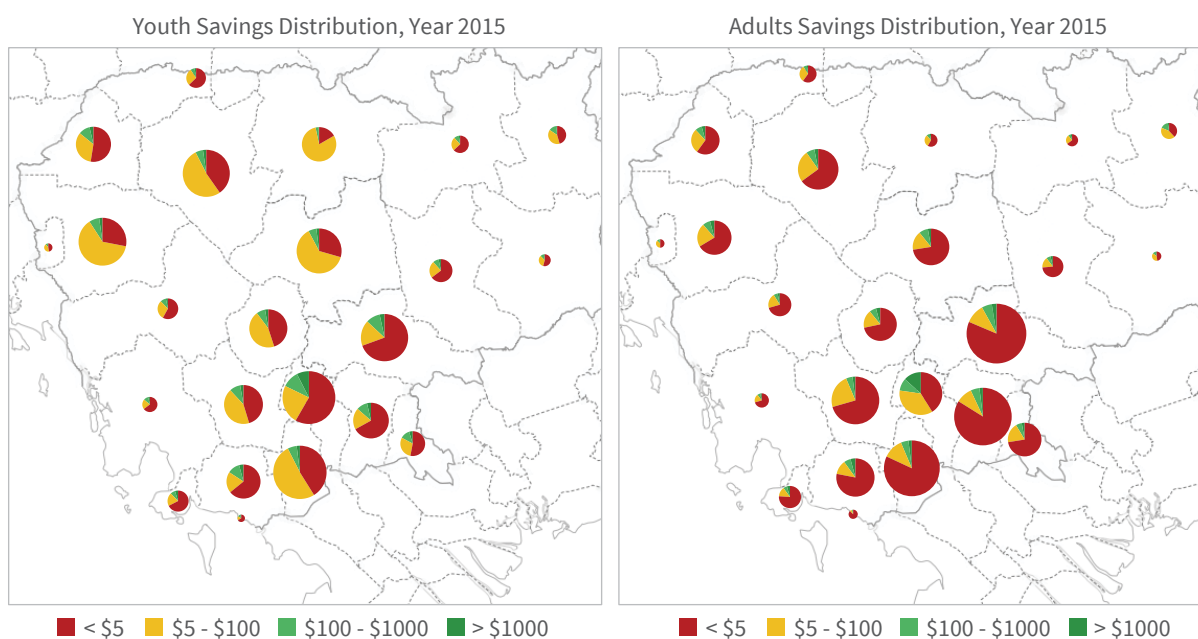 Youth Savings Distribution, Year 2015
Adults Savings Distribution, Year 2015
< $5 $5 - $100 $100 - $1000 > $1000
< $5 $5 - $100 $100 - $1000 > $1000